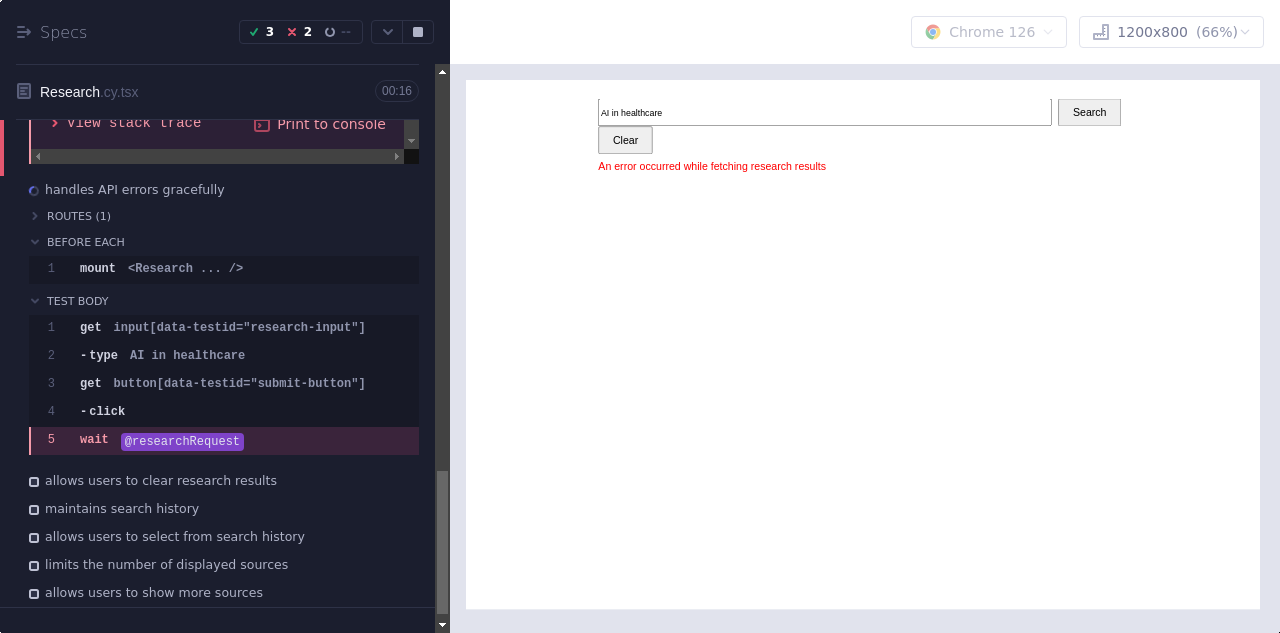 Specs
3 2 --
Research.cy.tsx 00:16
View stack trace Print to console
handles API errors gracefully
ROUTES (1)
BEFORE EACH
1 mount <Research ... />
TEST BODY
1 get input[data-testid="research-input"]
2 -type AI in healthcare
3 get button[data-testid="submit-button"]
4 -click
5 wait @researchRequest
allows users to clear research results
maintains search history
allows users to select from search history
limits the number of displayed sources
allows users to show more sources
Chrome 126 1200x800 (66%)
AI in healthcare Search
Clear
An error occurred while fetching research results